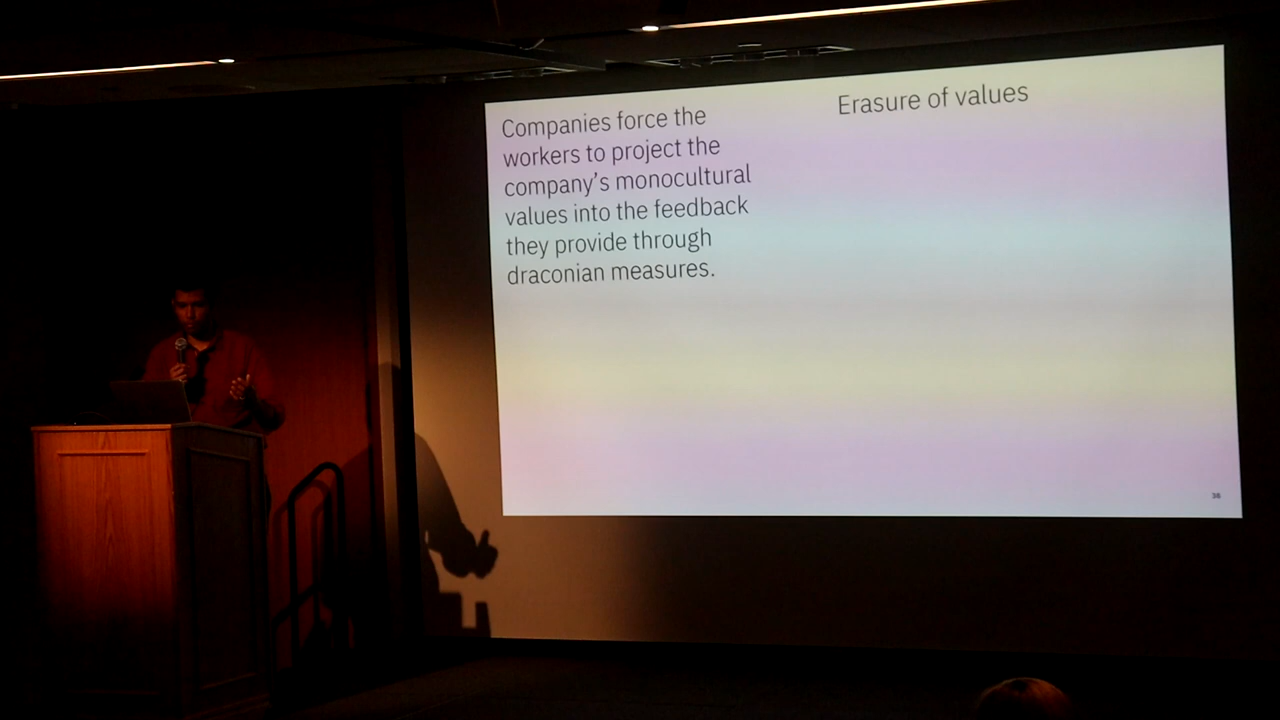 Companies force the
workers to project the
company's monocultural
values into the feedback
they provide through
draconian measures.
Erasure of values
38